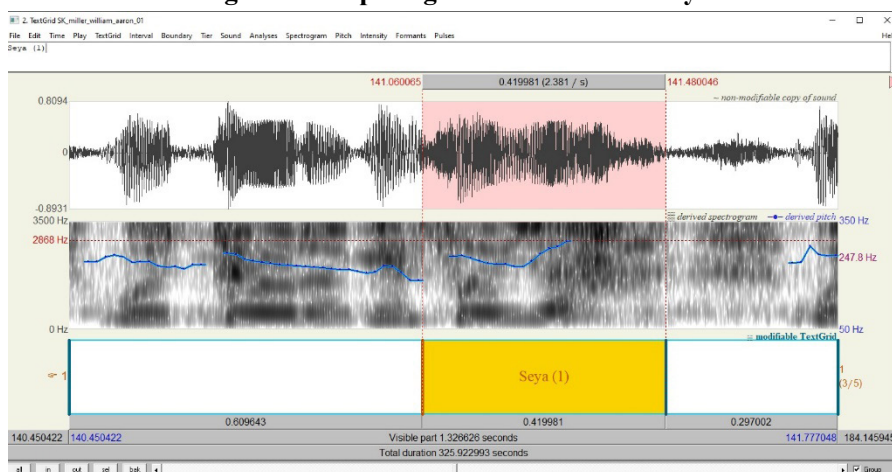 2. TextGrid SK_miller_william_aaron_01
File Edit Time Play TextGrid Interval Boundary Tier Sound Analyses Spectrogram Pitch Intensity Formants Pulses Hel
Seya (1)
141.060065 0.419981 (2.381 / s) 141.480046
0.8094 ~ non-modifiable copy of sound
0
-0.8931
3500 Hz derived spectrogram derived pitch 350 Hz
2868 Hz 247.8 Hz
0 Hz 50 Hz
modifiable TextGrid
1 Seya (1) 1
(3/5)
0.609643 0.419981 0.297002
140.450422 140.450422 Visible part 1.326626 seconds 141.777048 184.145945
Total duration 325.922993 seconds
all in out sel bak Group